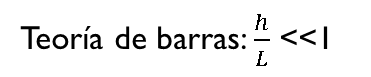 Teoría de barras: h/L <<1